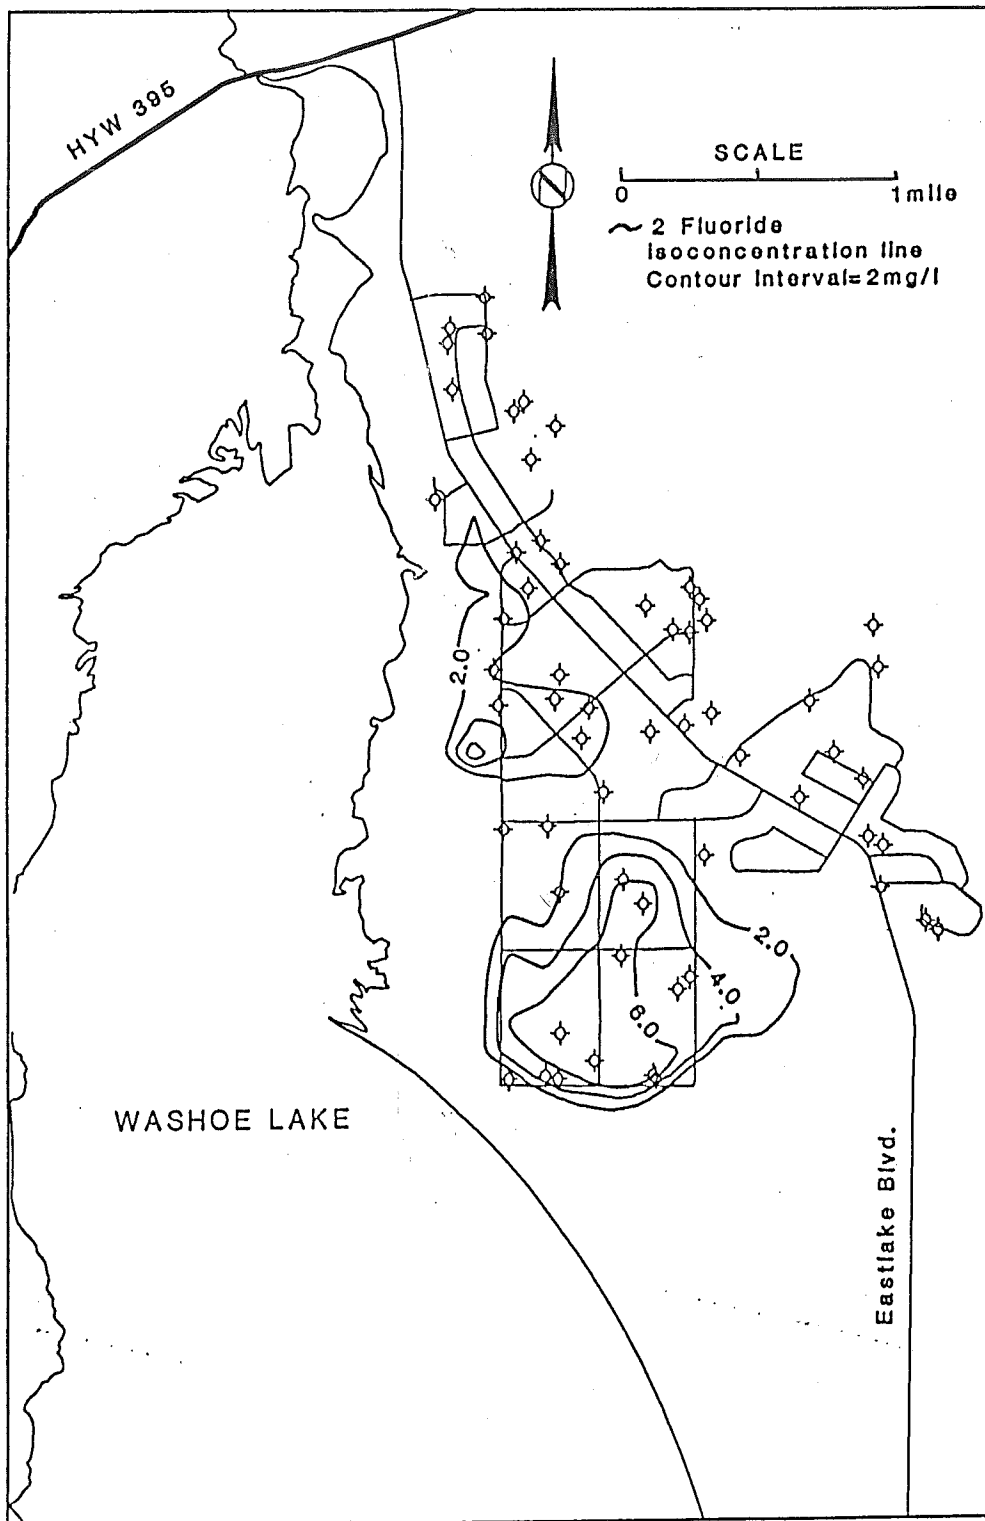 HYW 395
N
SCALE
0 1mile
2 Fluoride
isoconcentration line
Contour Interval=2mg/l
2.0
2.0
4.0
6.0
WASHOE LAKE
Eastlake Blvd.